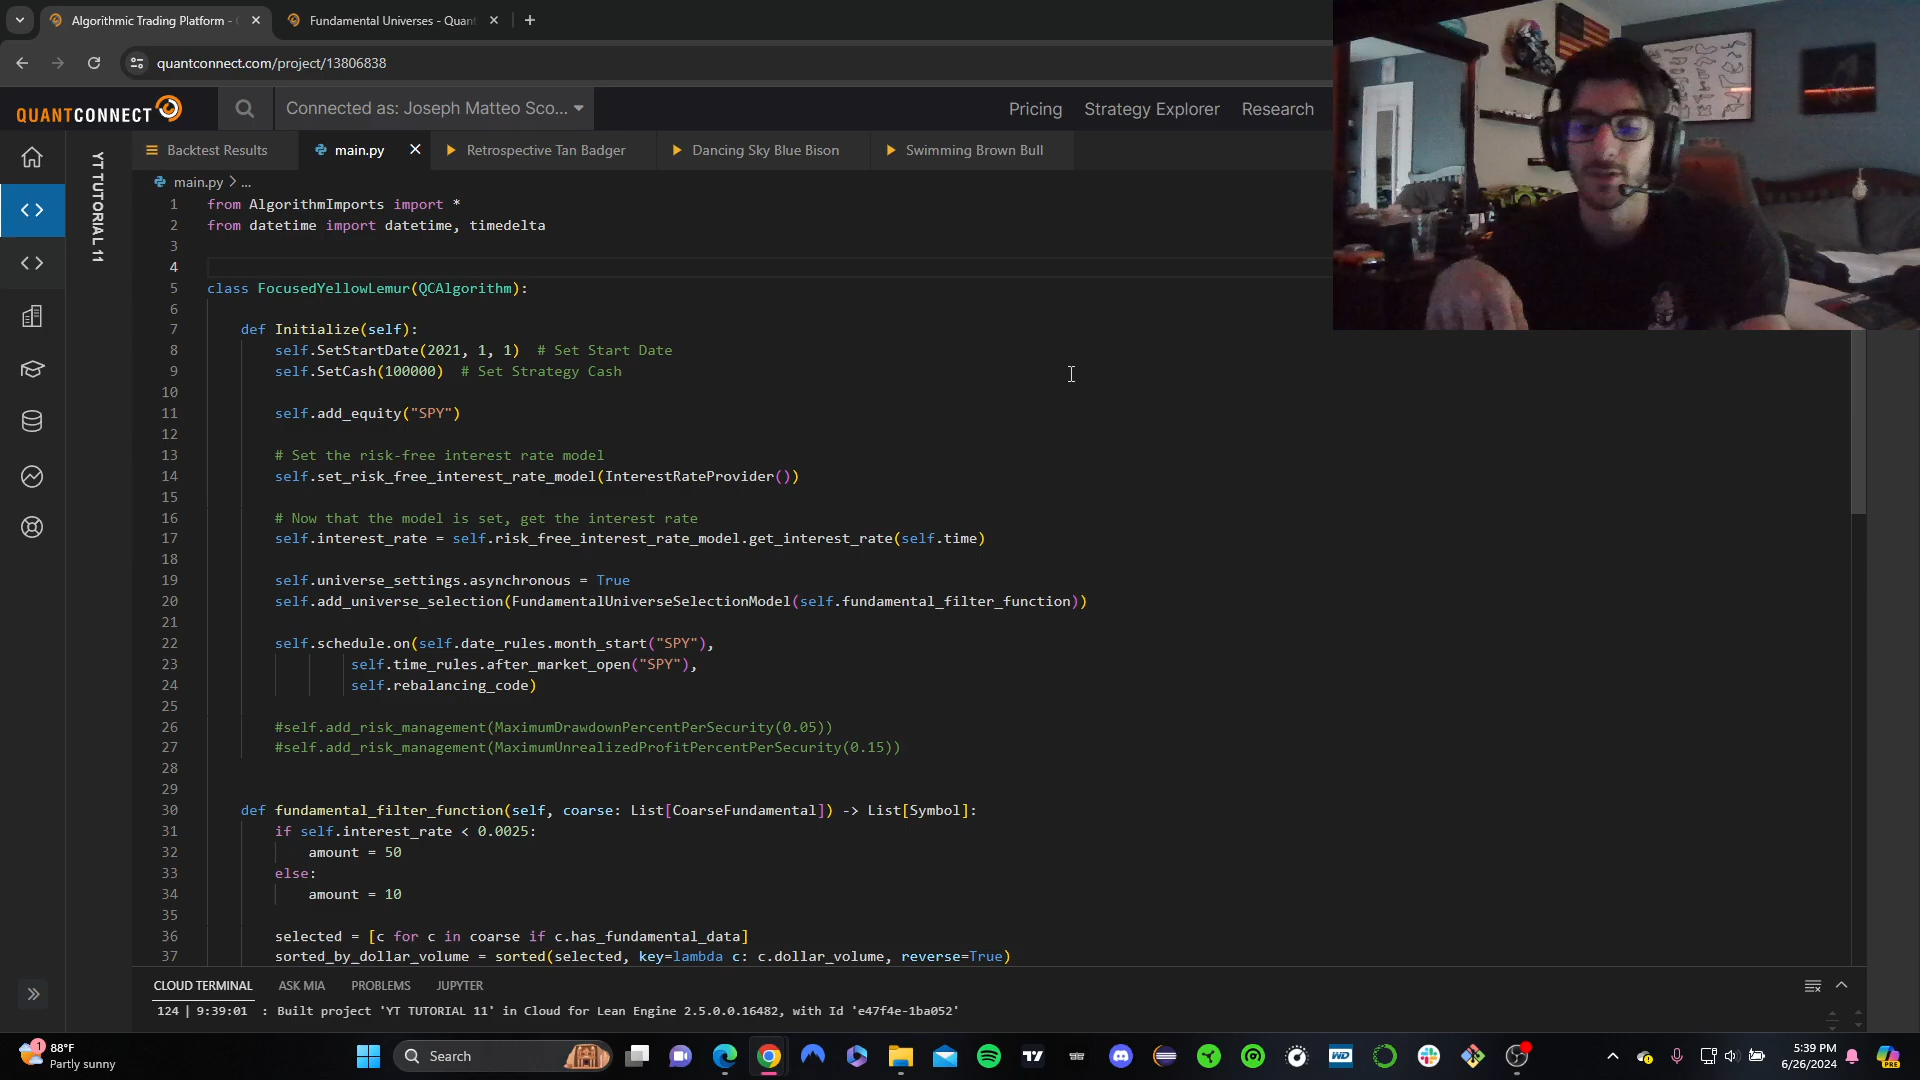 Algorithmic Trading Platform -
Fundamental Universes - Quant
quantconnect.com/project/13806838
QUANTCONNECT
Connected as: Joseph Matteo Sco...
Pricing
Strategy Explorer
Research
YT TUTORIAL 11
Backtest Results
main.py
Retrospective Tan Badger
Dancing Sky Blue Bison
Swimming Brown Bull
main.py > ...
1 from AlgorithmImports import *
2 from datetime import datetime, timedelta
3
4
5 class FocusedYellowLemur(QCAlgorithm):
6
7 def Initialize(self):
8 self.SetStartDate(2021, 1, 1) # Set Start Date
9 self.SetCash(100000) # Set Strategy Cash
10
11 self.add_equity("SPY")
12
13 # Set the risk-free interest rate model
14 self.set_risk_free_interest_rate_model(InterestRateProvider())
15
16 # Now that the model is set, get the interest rate
17 self.interest_rate = self.risk_free_interest_rate_model.get_interest_rate(self.time)
18
19 self.universe_settings.asynchronous = True
20 self.add_universe_selection(FundamentalUniverseSelectionModel(self.fundamental_filter_function))
21
22 self.schedule.on(self.date_rules.month_start("SPY"),
23 self.time_rules.after_market_open("SPY"),
24 self.rebalancing_code)
25
26 #self.add_risk_management(MaximumDrawdownPercentPerSecurity(0.05))
27 #self.add_risk_management(MaximumUnrealizedProfitPercentPerSecurity(0.15))
28
29
30 def fundamental_filter_function(self, coarse: List[CoarseFundamental]) -> List[Symbol]:
31 if self.interest_rate < 0.0025:
32 amount = 50
33 else:
34 amount = 10
35
36 selected = [c for c in coarse if c.has_fundamental_data]
37 sorted_by_dollar_volume = sorted(selected, key=lambda c: c.dollar_volume, reverse=True)
CLOUD TERMINAL
ASK MIA
PROBLEMS
JUPYTER
124 | 9:39:01 : Built project 'YT TUTORIAL 11' in Cloud for Lean Engine 2.5.0.0.16482, with Id 'e47f4e-1ba052'
1
88°F
Partly sunny
Search
WD
PRE
5:39 PM
6/26/2024